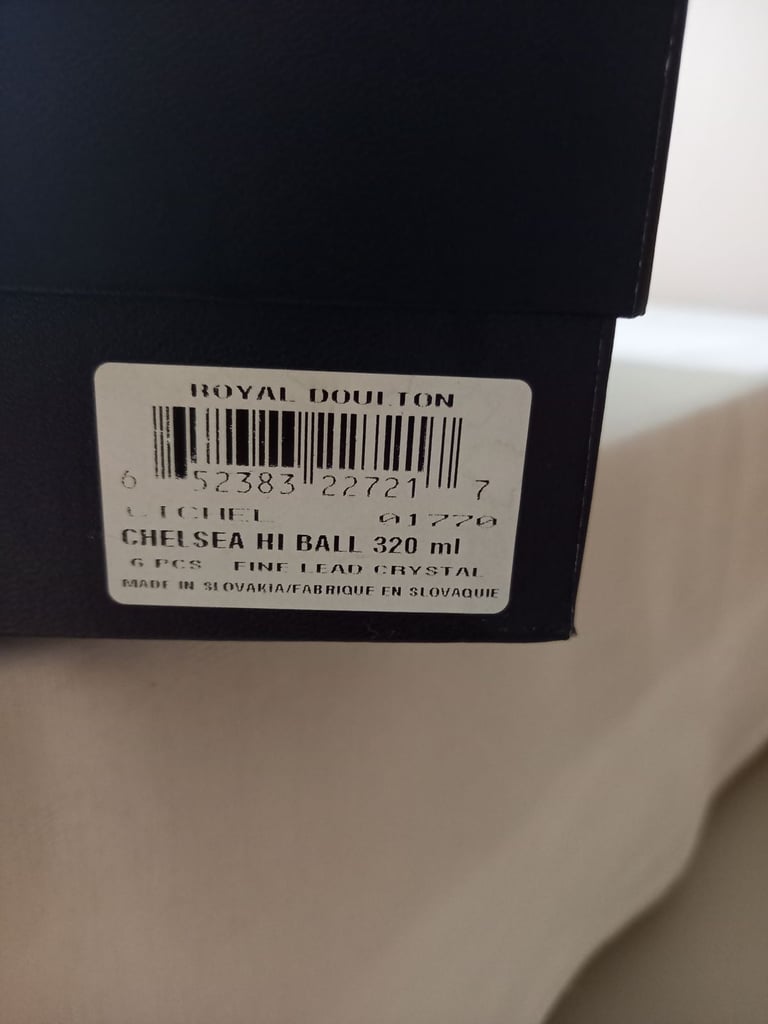 ROYAL DOULTON
6 52383 22721 7
01770
CHELSEA HI BALL 320 ml
6 PCS FINE LEAD CRYSTAL
MADE IN SLOVAKIA/FABRIQUE EN SLOVAQUIE